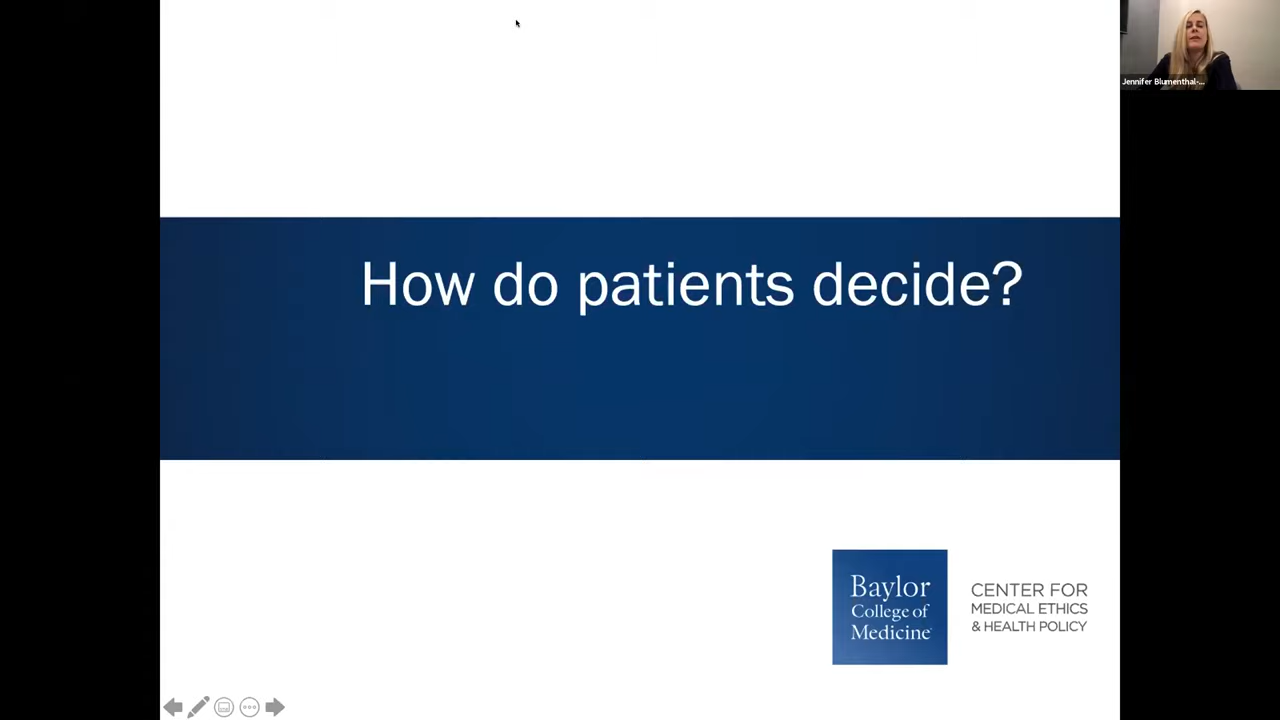 Jennifer Blumenthal-...
How do patients decide?
Baylor
College of
Medicine
CENTER FOR
MEDICAL ETHICS
& HEALTH POLICY